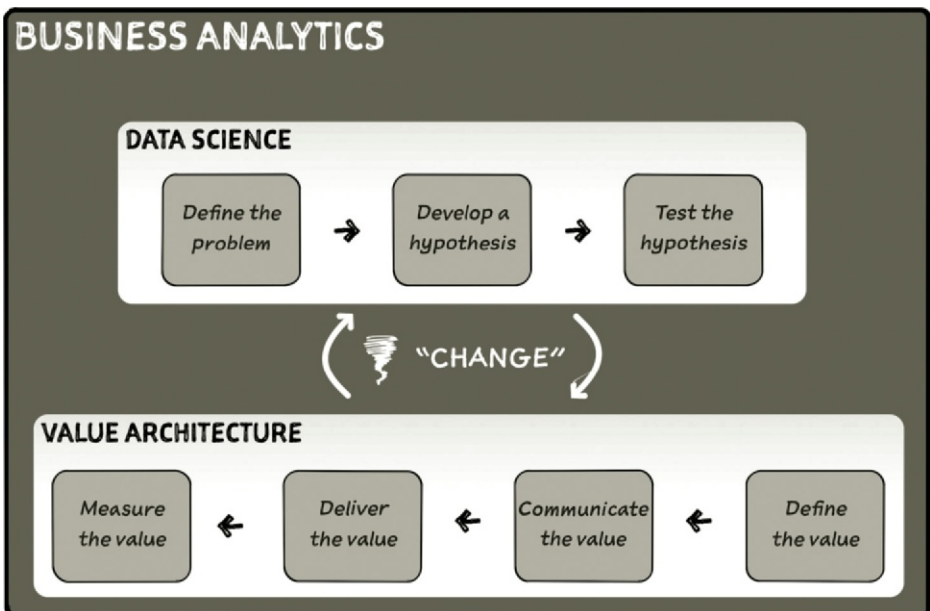 BUSINESS ANALYTICS
DATA SCIENCE
Define the
problem
Develop a
hypothesis
Test the
hypothesis
"CHANGE"
VALUE ARCHITECTURE
Measure
the value
Deliver
the value
Communicate
the value
Define
the value